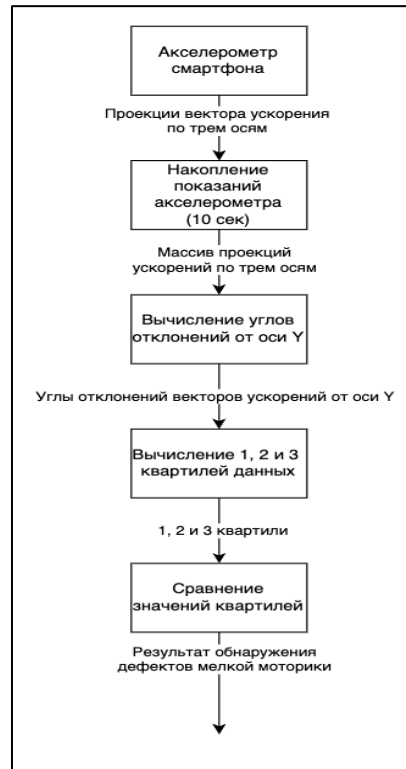 Акселерометр
смартфона
Проекции вектора ускорения
по трем осям
Накопление
показаний
акселерометра
(10 сек)
Массив проекций
ускорений по трем осям
Вычисление углов
отклонений от оси Y
Углы отклонений векторов ускорений от оси Y
Вычисление 1, 2 и 3
квартилей данных
1, 2 и 3 квартили
Сравнение
значений квартилей
Результат обнаружения
дефектов мелкой моторики